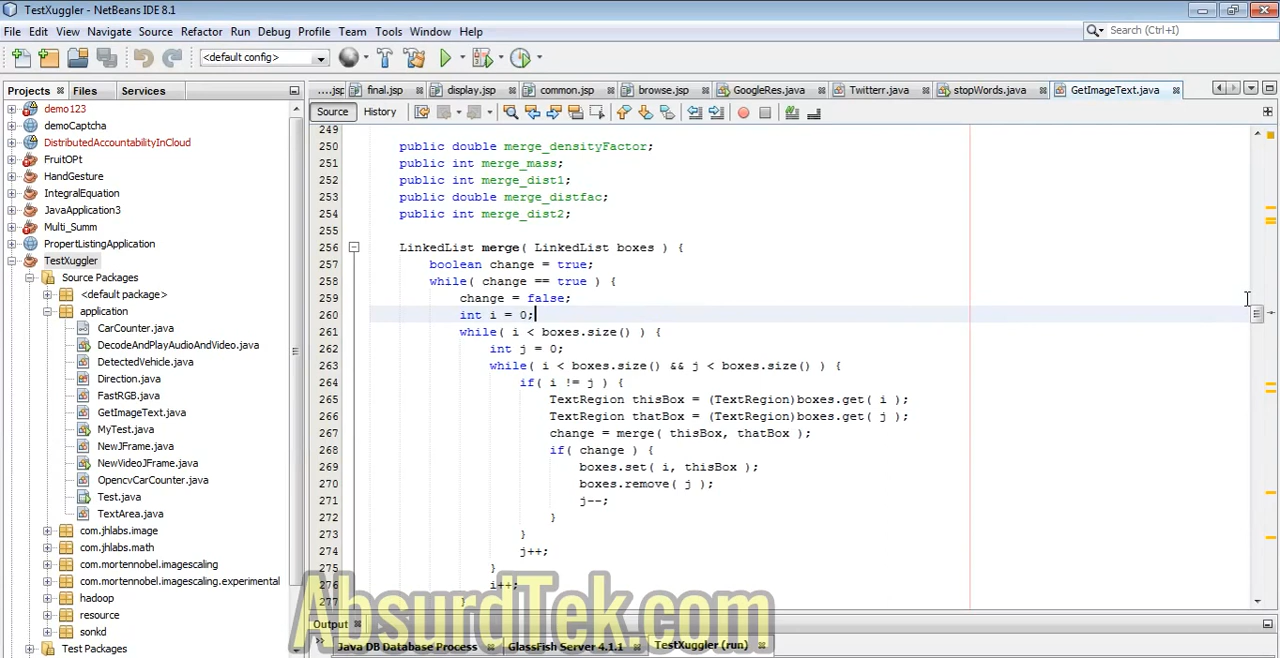 TestXuggler - NetBeans IDE 8.1
File Edit View Navigate Source Refactor Run Debug Profile Team Tools Window Help
<default config>
Search (Ctrl+I)
Projects Files Services
demo123
demoCaptcha
DistributedAccountabilityInCloud
FruitOPt
HandGesture
IntegralEquation
JavaApplication3
Multi_Summ
PropertListingApplication
TestXuggler
Source Packages
<default package>
application
CarCounter.java
DecodeAndPlayAudioAndVideo.java
DetectedVehicle.java
Direction.java
FastRGB.java
GetImageText.java
MyTest.java
NewJFrame.java
NewVideoJFrame.java
OpencvCarCounter.java
Test.java
TextArea.java
com.jhlabs.image
com.jhlabs.math
com.mortennobel.imagescaling
com.mortennobel.imagescaling.experimental
hadoop
resource
sonkd
Test Packages
....jsp final.jsp display.jsp common.jsp browse.jsp GoogleRes.java Twitterr.java stopWords.java GetImageText.java
Source History
249
250 public double merge_densityFactor;
251 public int merge_mass;
252 public int merge_dist1;
253 public double merge_distfac;
254 public int merge_dist2;
255
256 LinkedList merge( LinkedList boxes ) {
257 boolean change = true;
258 while( change == true ) {
259 change = false;
260 int i = 0;
261 while( i < boxes.size() ) {
262 int j = 0;
263 while( i < boxes.size() && j < boxes.size() ) {
264 if( i != j ) {
265 TextRegion thisBox = (TextRegion)boxes.get( i );
266 TextRegion thatBox = (TextRegion)boxes.get( j );
267 change = merge( thisBox, thatBox );
268 if( change ) {
269 boxes.set( i, thisBox );
270 boxes.remove( j );
271 j--;
272 }
273 }
274 j++;
275 }
276 i++;
277 }
AbsurdTek.com
Output
Java DB Database Process GlassFish Server 4.1.1 TestXuggler (run)